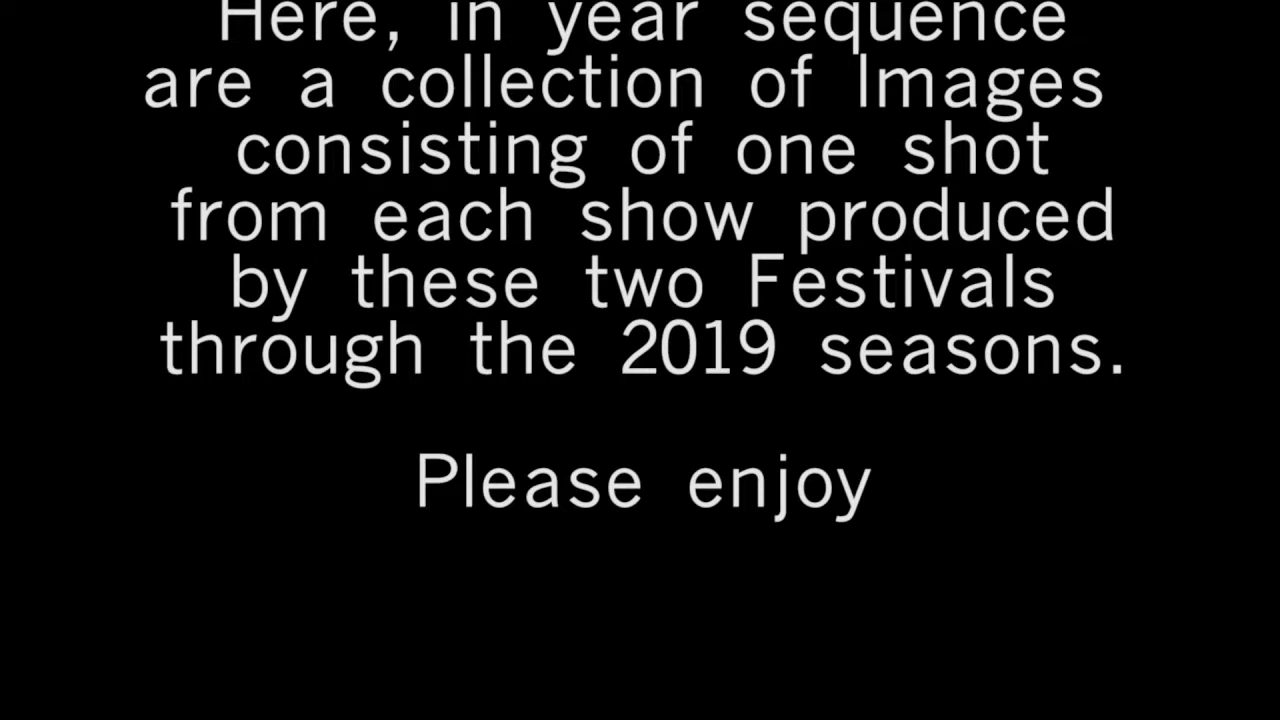 Here, in year sequence
are a collection of Images
consisting of one shot
from each show produced
by these two Festivals
through the 2019 seasons.
Please enjoy